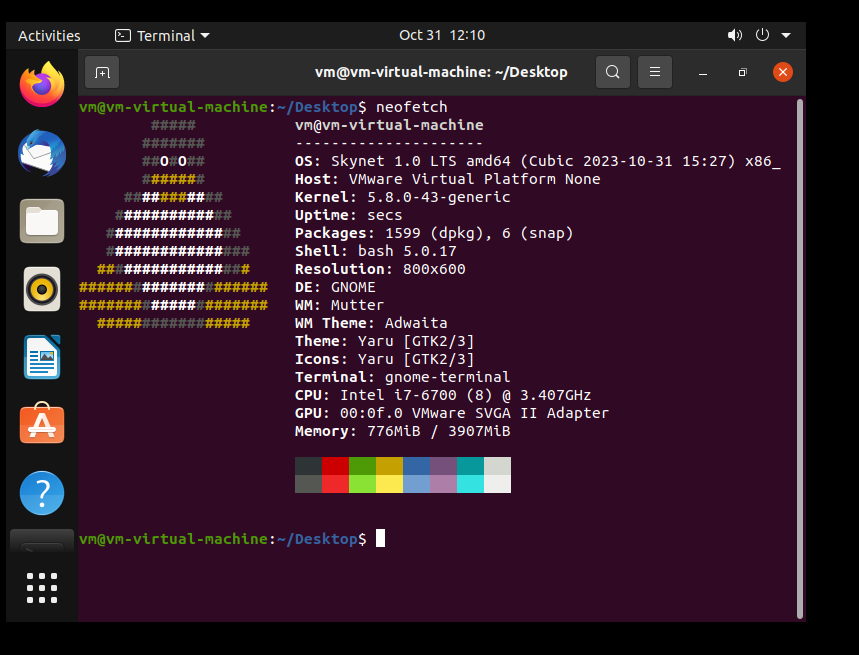 Activities Terminal Oct 31 12:10
vm@vm-virtual-machine: ~/Desktop
vm@vm-virtual-machine:~/Desktop$ neofetch
##### vm@vm-virtual-machine
####### ---------------------
##O#O## OS: Skynet 1.0 LTS amd64 (Cubic 2023-10-31 15:27) x86_
####### Host: VMware Virtual Platform None
########### Kernel: 5.8.0-43-generic
############# Uptime: secs
############### Packages: 1599 (dpkg), 6 (snap)
################ Shell: bash 5.0.17
################# Resolution: 800x600
##################### DE: GNOME
##################### WM: Mutter
################# WM Theme: Adwaita
Theme: Yaru [GTK2/3]
Icons: Yaru [GTK2/3]
Terminal: gnome-terminal
CPU: Intel i7-6700 (8) @ 3.407GHz
GPU: 00:0f.0 VMware SVGA II Adapter
Memory: 776MiB / 3907MiB
vm@vm-virtual-machine:~/Desktop$